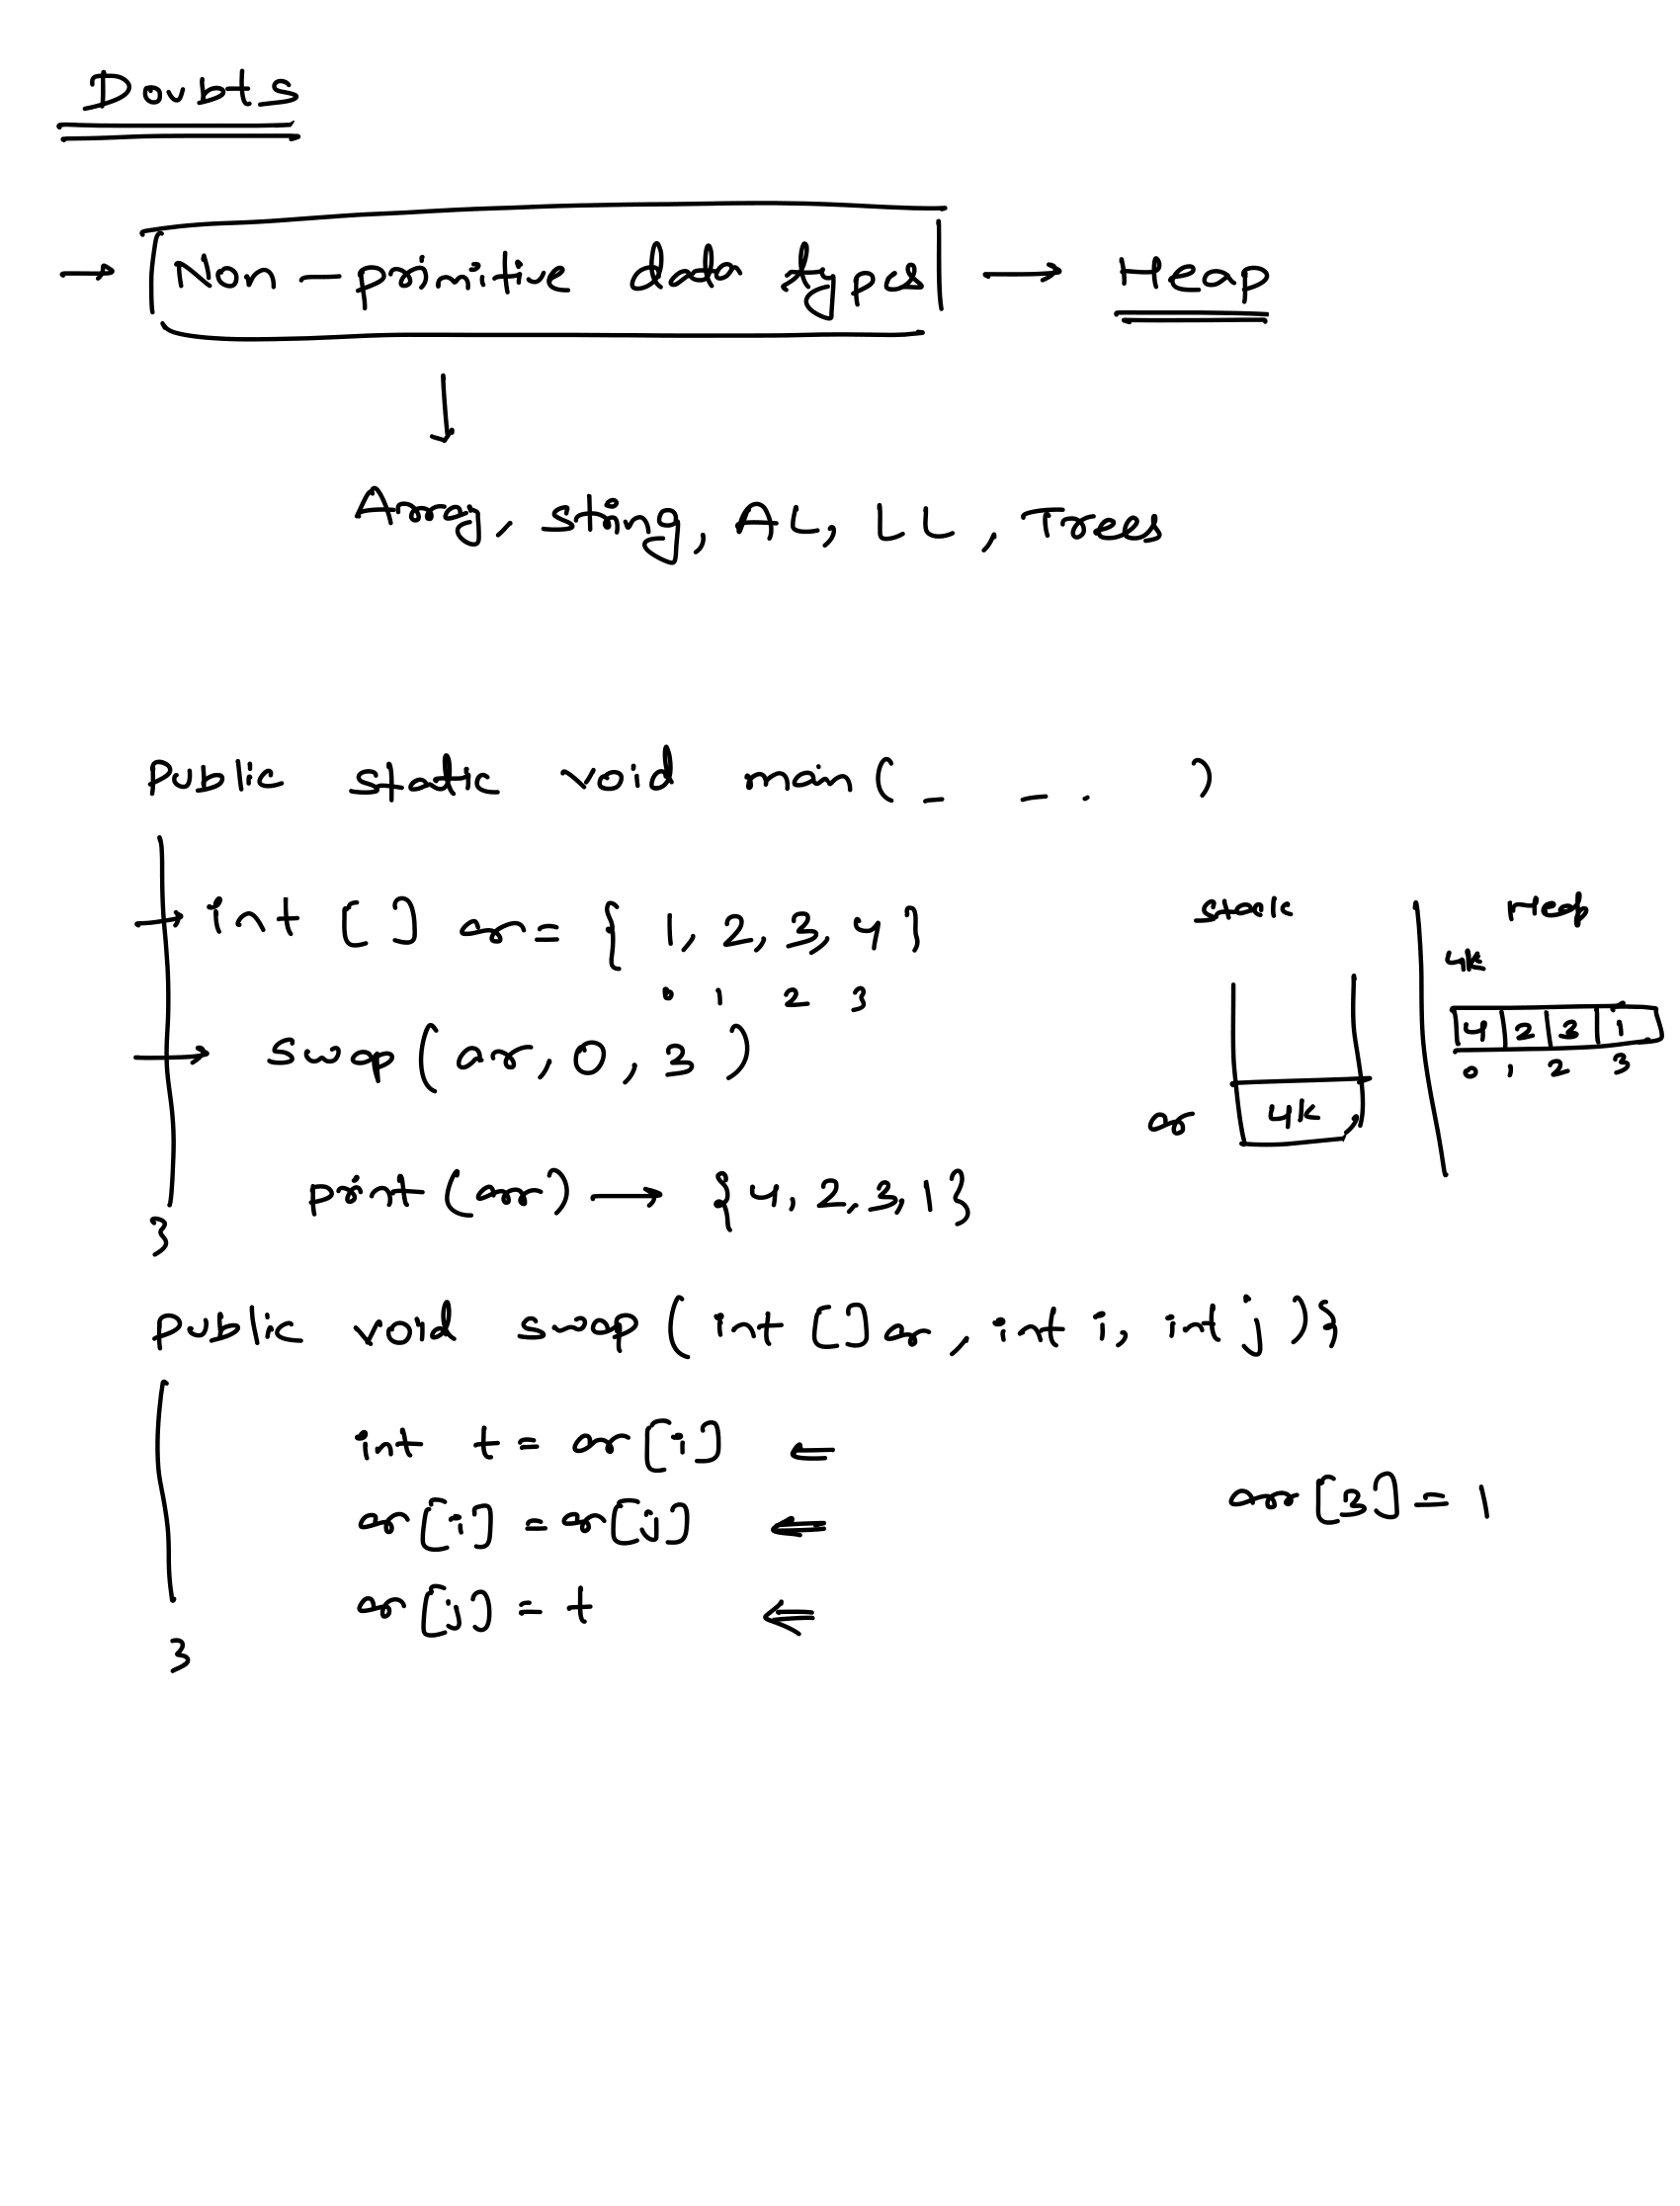 Doubts
→ Non-primitive data types → Heap
↓
Array, string, AL, LL, Trees
Public static void main( _ _ . )
→ int [] ar = { 1, 2, 3, 4 }
0 1 2 3
→ swap(ar, 0, 3)
print(ar) → {4, 2, 3, 1}
}
stack
ar 4k
Heap
4k
4 2 3 1
0 1 2 3
public void swap( int []ar, int i, int j ){
int t = ar[i] ⇐
ar[i] = ar[j] ⇐
ar[j] = t ⇐
}
ar[3] = 1